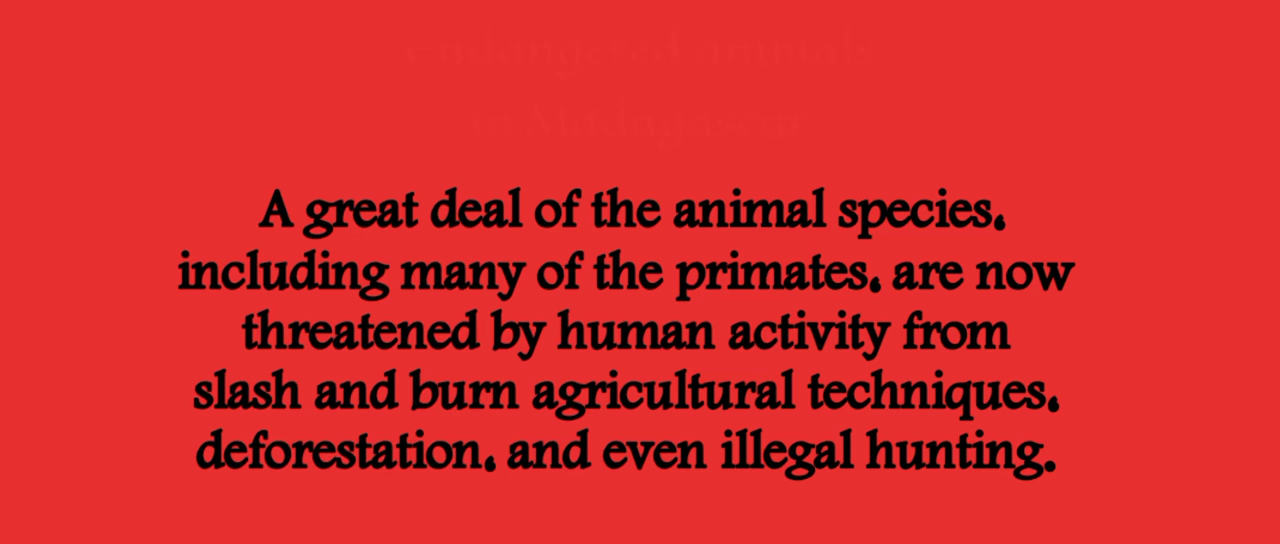 endangered animals
in Madagascar
A great deal of the animal species,
including many of the primates, are now
threatened by human activity from
slash and burn agricultural techniques,
deforestation, and even illegal hunting.